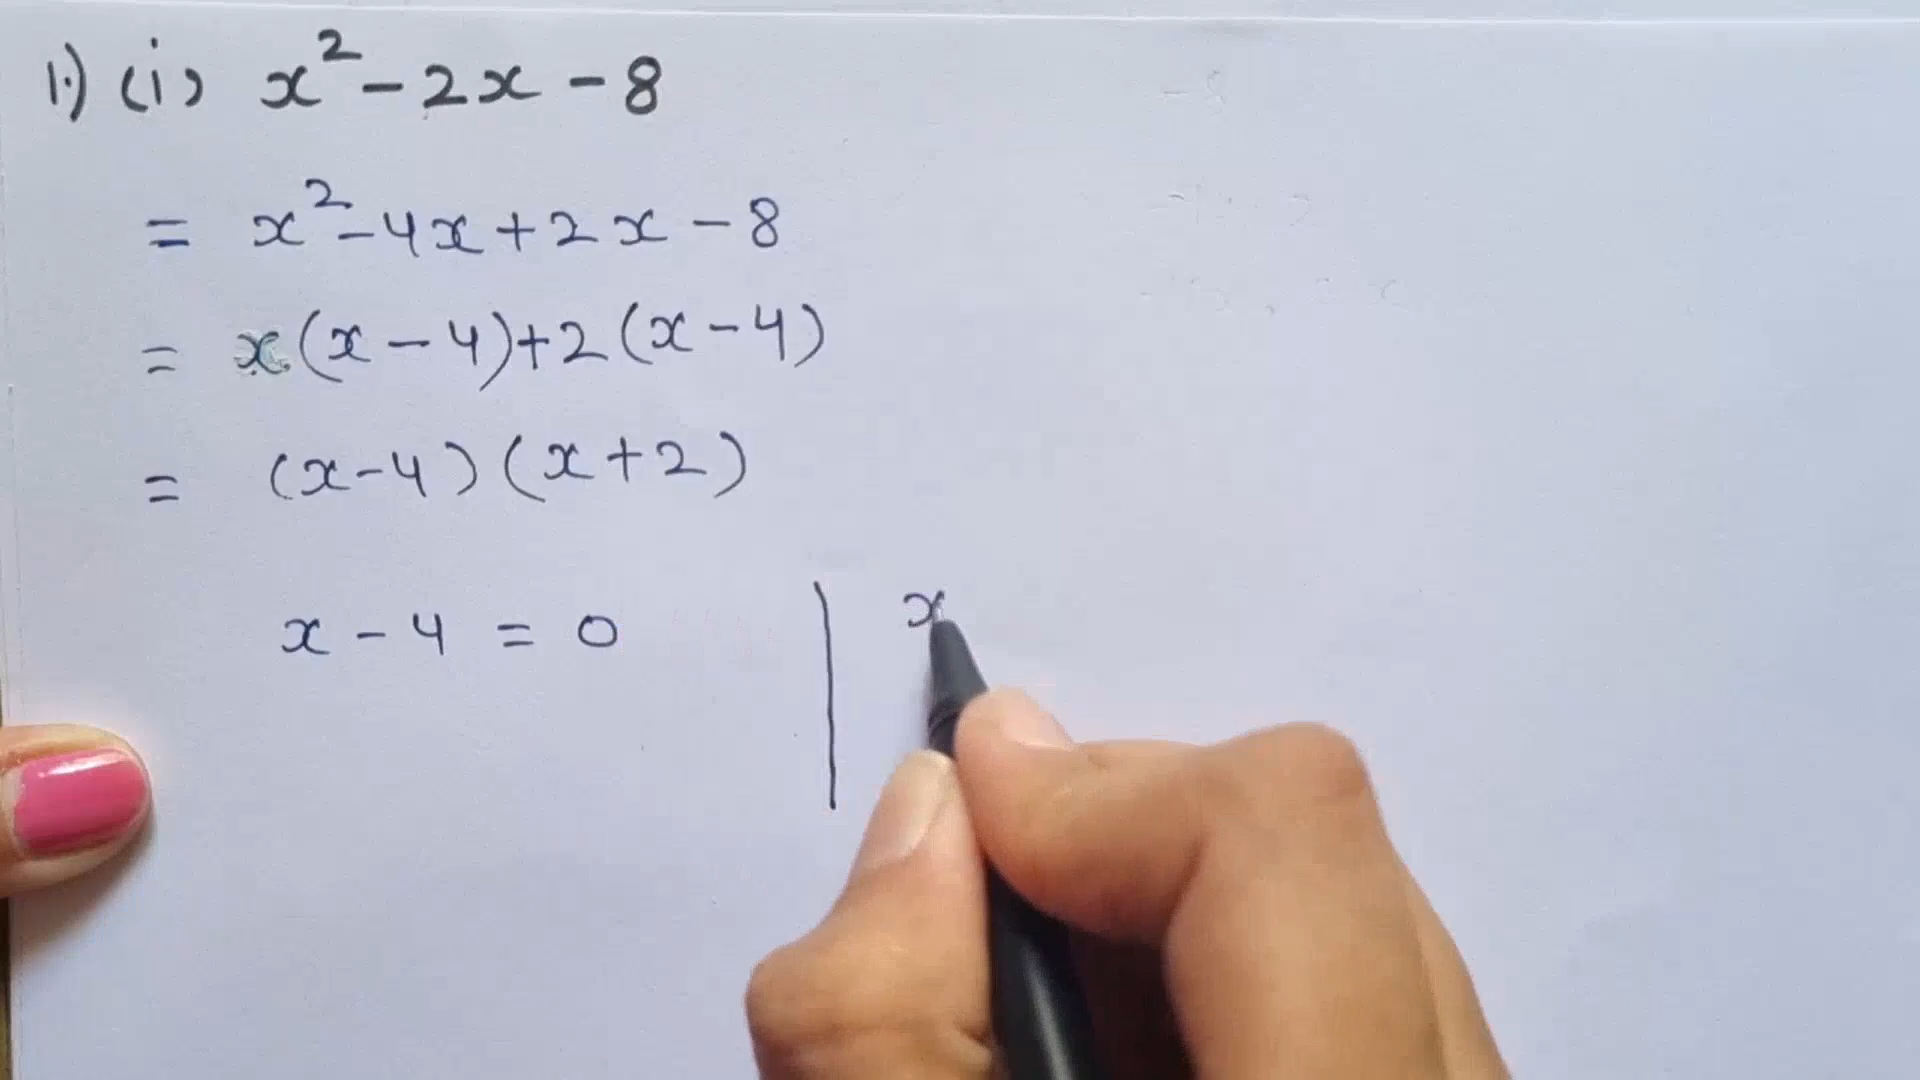 1.) (i) x² - 2x - 8
= x² - 4x + 2x - 8
= x(x - 4) + 2(x - 4)
= (x - 4)(x + 2)
x - 4 = 0 | x